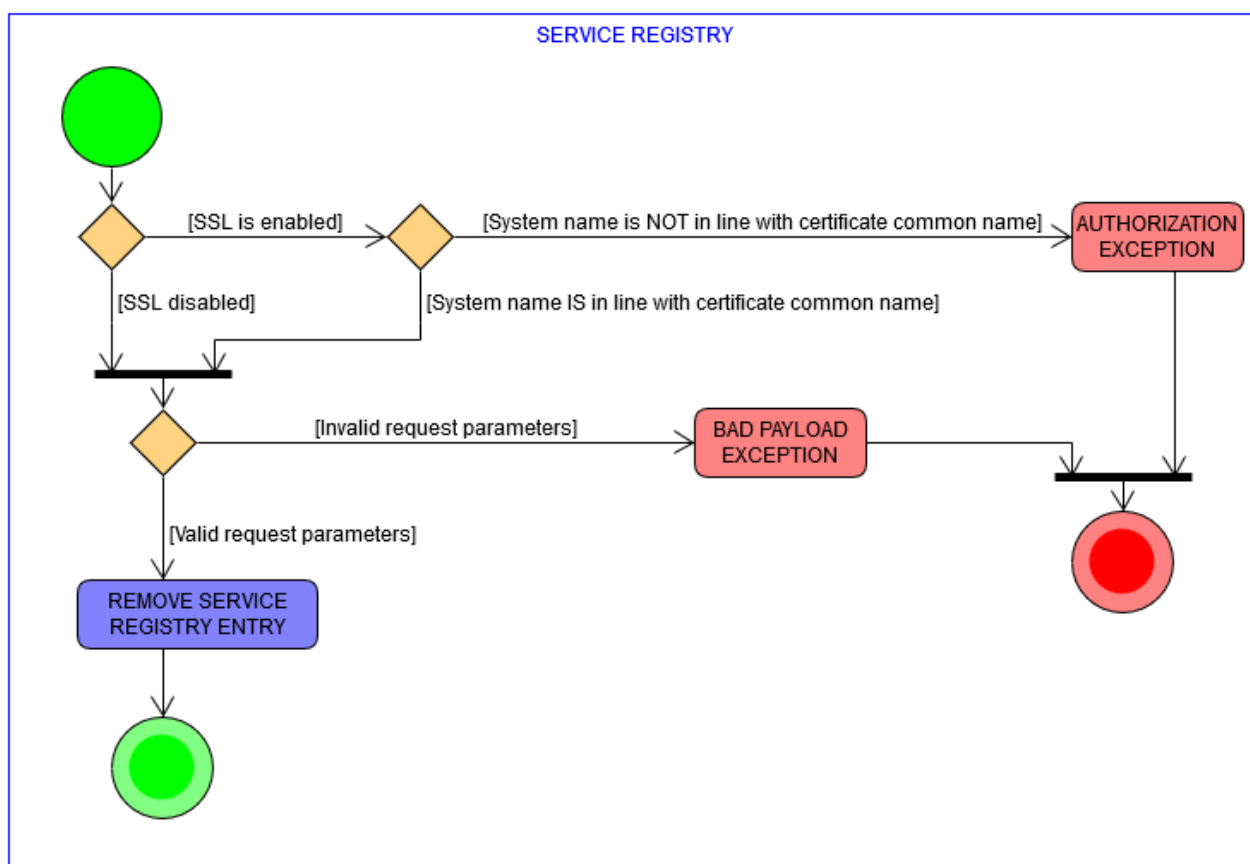 SERVICE REGISTRY
[SSL is enabled]
[System name is NOT in line with certificate common name]
AUTHORIZATION
EXCEPTION
[SSL disabled]
[System name IS in line with certificate common name]
[Invalid request parameters]
BAD PAYLOAD
EXCEPTION
[Valid request parameters]
REMOVE SERVICE
REGISTRY ENTRY